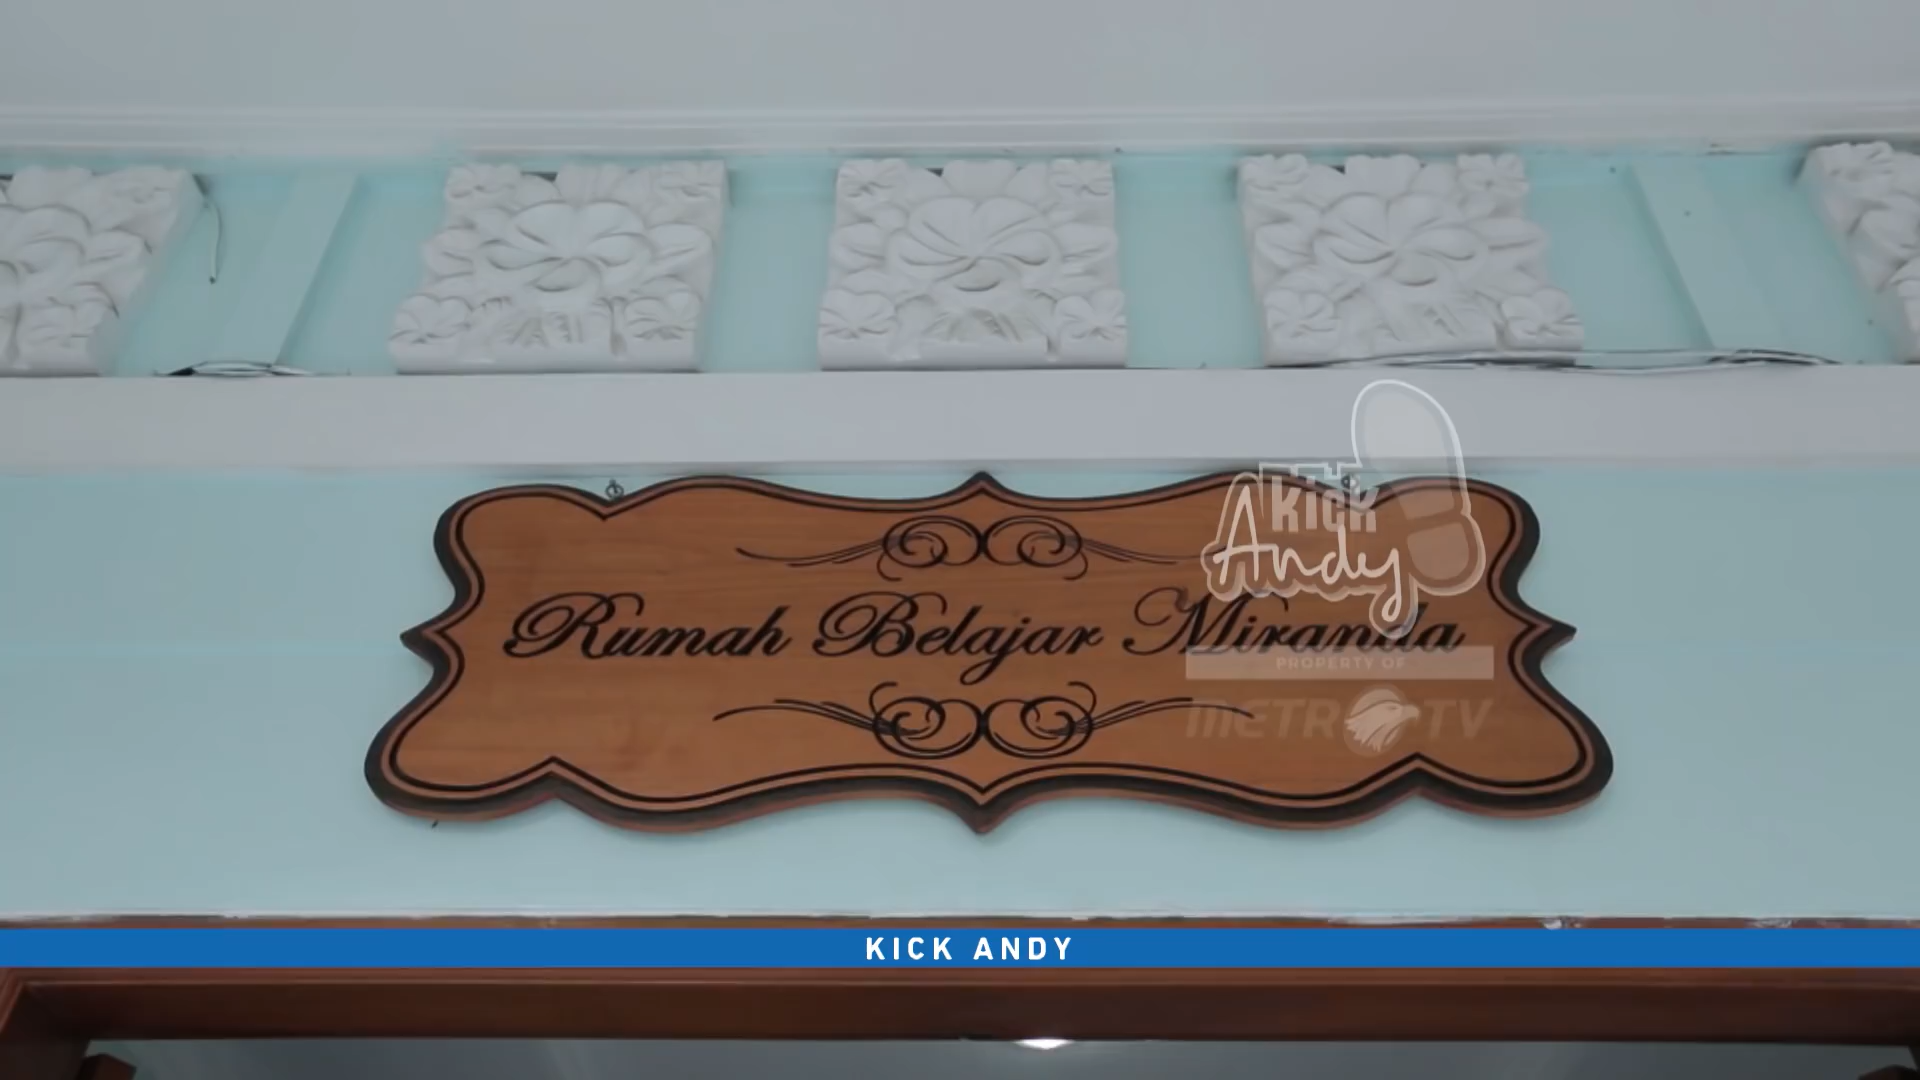 Kick
Andy
Rumah Belajar Miranda
PROPERTY OF
METRO TV
KICK ANDY